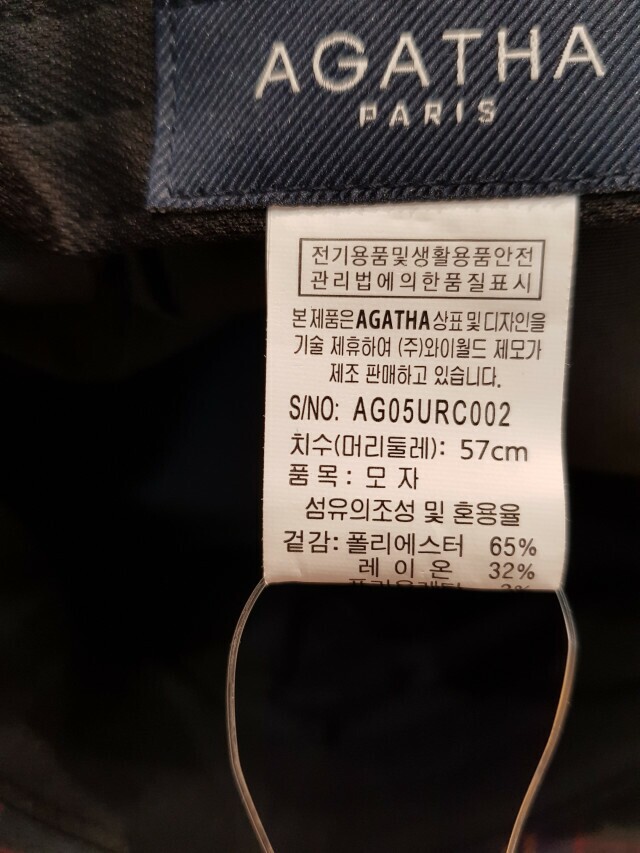 AGATHA
PARIS
전기용품및생활용품안전
관리법에의한품질표시
본제품은AGATHA상표및디자인을
기술 제휴하여 (주)와이월드 제모가
제조 판매하고 있습니다.
S/NO: AG05URC002
치수(머리둘레): 57cm
품 목 : 모 자
섬유의조성 및 혼용율
겉감: 폴리에스터 65%
레 이 온 32%